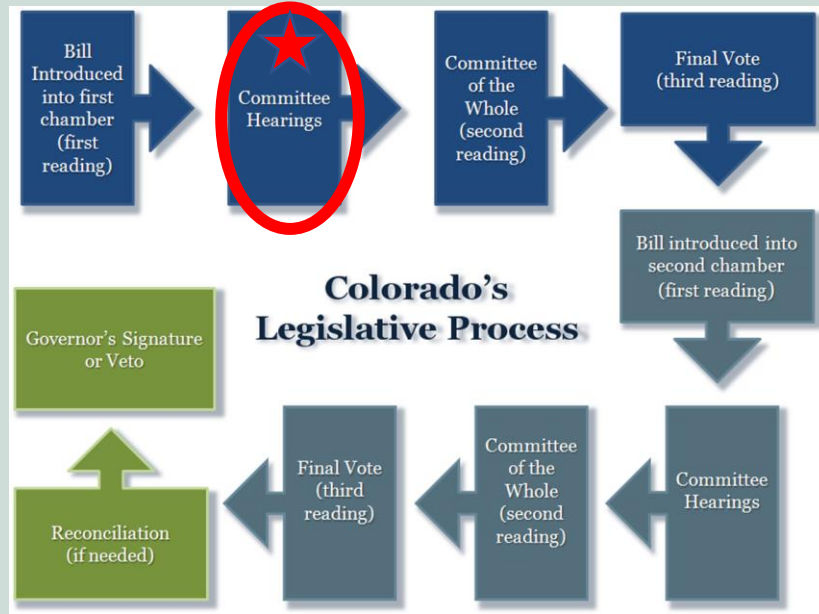 Bill
Introduced
into first
chamber
(first
reading)
Committee
Hearings
Committee
of the
Whole
(second
reading)
Final Vote
(third reading)
Bill introduced into
second chamber
(first reading)
Colorado's
Legislative Process
Committee
Hearings
Committee
of the
Whole
(second
reading)
Final Vote
(third
reading)
Reconciliation
(if needed)
Governor's Signature
or Veto